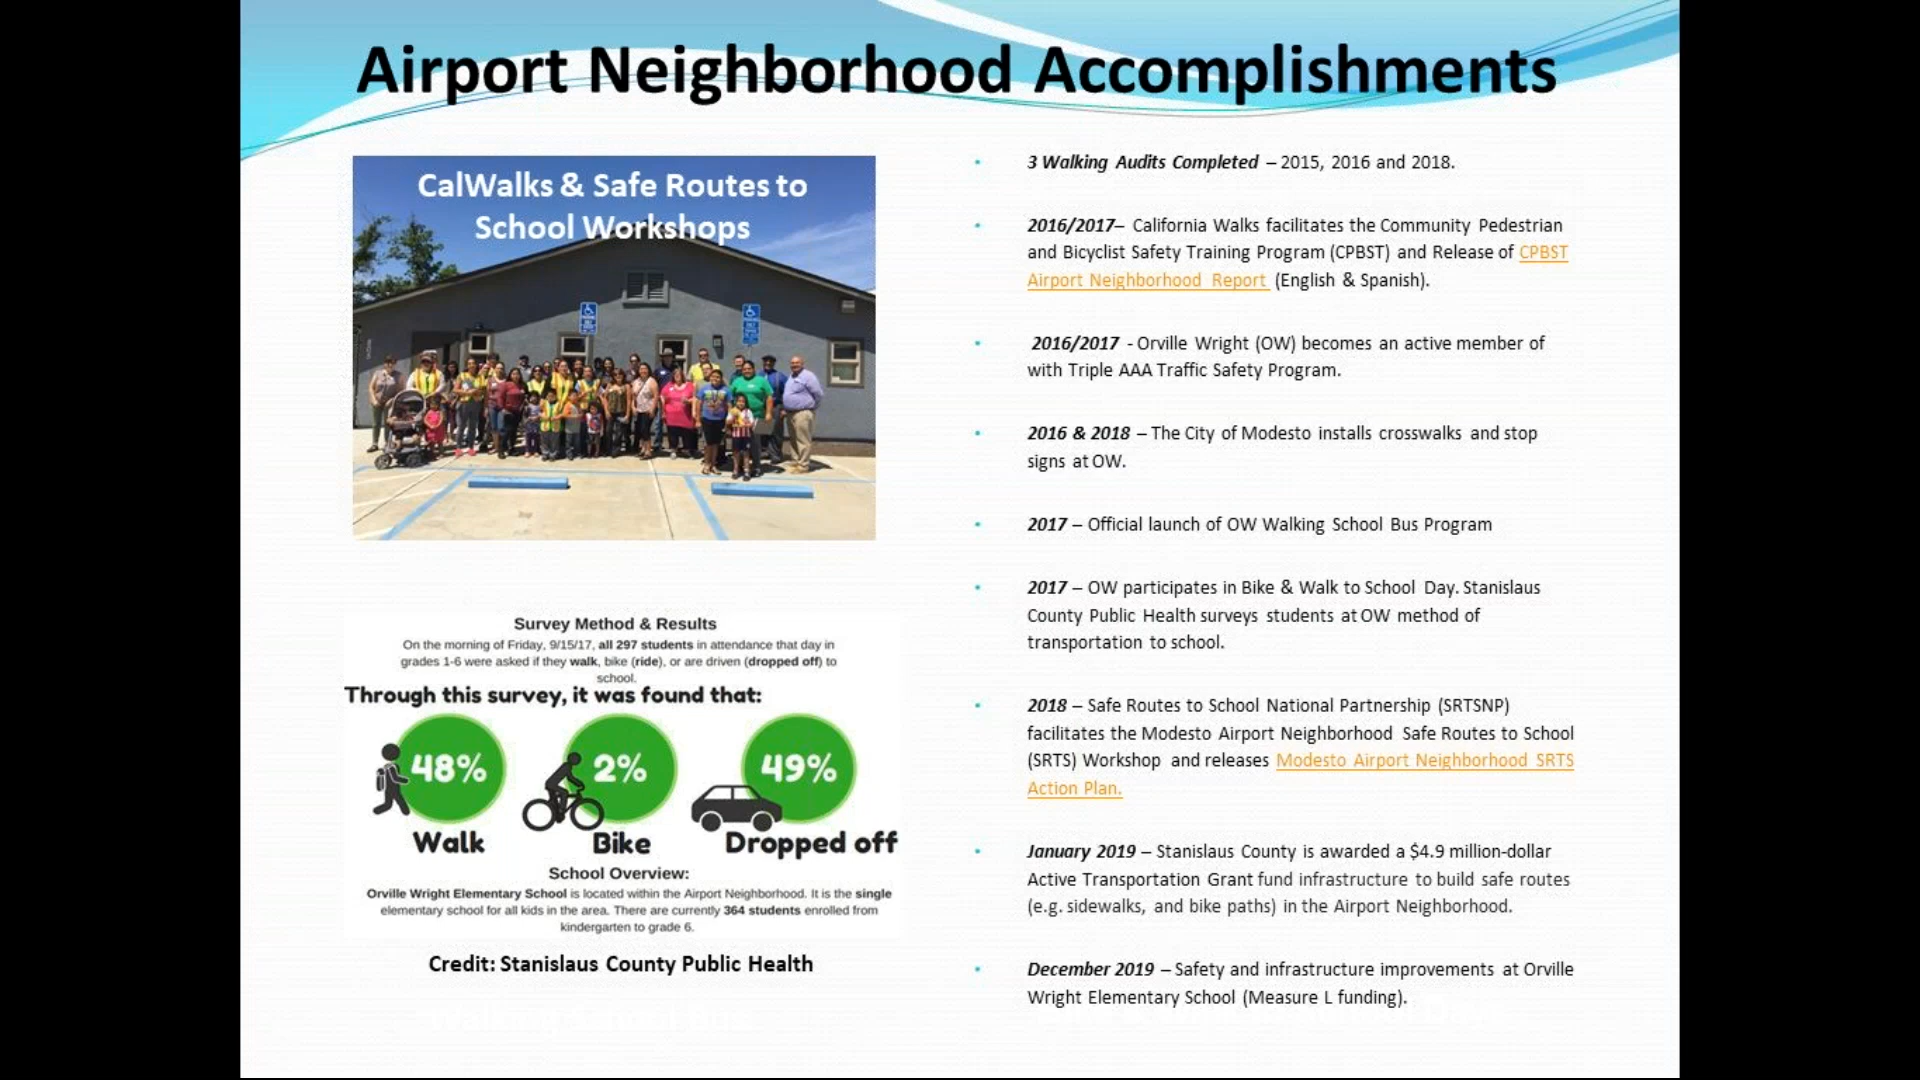 Airport Neighborhood Accomplishments
CalWalks & Safe Routes to
School Workshops
Survey Method & Results
On the morning of Friday, 9/15/17, all 297 students in attendance that day in
grades 1-6 were asked if they walk, bike (ride), or are driven (dropped off) to
school.
Through this survey, it was found that:
48%
2%
49%
Walk
Bike
Dropped off
School Overview:
Orville Wright Elementary School is located within the Airport Neighborhood. It is the single
elementary school for all kids in the area. There are currently 364 students enrolled from
kindergarten to grade 6.
Credit: Stanislaus County Public Health
• 3 Walking Audits Completed – 2015, 2016 and 2018.
• 2016/2017– California Walks facilitates the Community Pedestrian
and Bicyclist Safety Training Program (CPBST) and Release of CPBST
Airport Neighborhood Report (English & Spanish).
• 2016/2017 - Orville Wright (OW) becomes an active member of
with Triple AAA Traffic Safety Program.
• 2016 & 2018 – The City of Modesto installs crosswalks and stop
signs at OW.
• 2017 – Official launch of OW Walking School Bus Program
• 2017 – OW participates in Bike & Walk to School Day. Stanislaus
County Public Health surveys students at OW method of
transportation to school.
• 2018 – Safe Routes to School National Partnership (SRTSNP)
facilitates the Modesto Airport Neighborhood Safe Routes to School
(SRTS) Workshop and releases Modesto Airport Neighborhood SRTS
Action Plan.
• January 2019 – Stanislaus County is awarded a $4.9 million-dollar
Active Transportation Grant fund infrastructure to build safe routes
(e.g. sidewalks, and bike paths) in the Airport Neighborhood.
• December 2019 – Safety and infrastructure improvements at Orville
Wright Elementary School (Measure L funding).